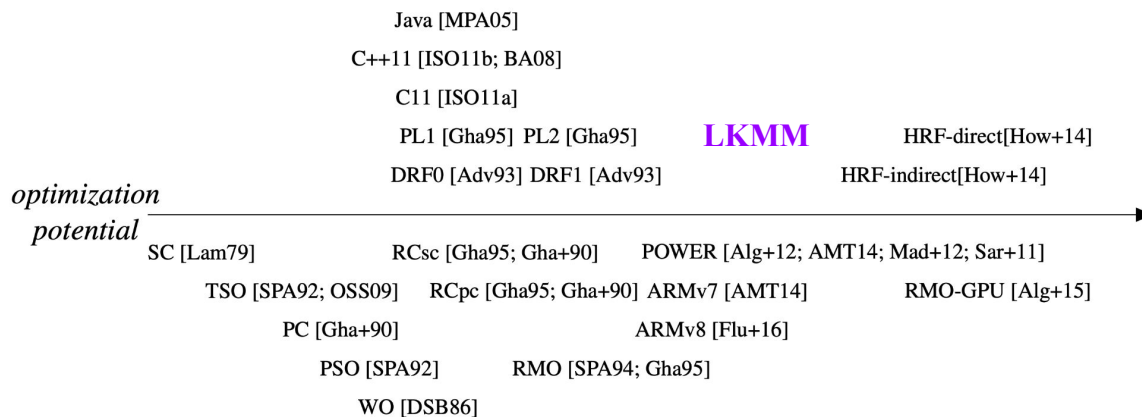 Java [MPA05]
C++11 [ISO11b; BA08]
C11 [ISO11a]
PL1 [Gha95] PL2 [Gha95] LKMM HRF-direct[How+14]
DRF0 [Adv93] DRF1 [Adv93] HRF-indirect[How+14]
optimization
potential
SC [Lam79] RCsc [Gha95; Gha+90] POWER [Alg+12; AMT14; Mad+12; Sar+11]
TSO [SPA92; OSS09] RCpc [Gha95; Gha+90] ARMv7 [AMT14] RMO-GPU [Alg+15]
PC [Gha+90] ARMv8 [Flu+16]
PSO [SPA92] RMO [SPA94; Gha95]
WO [DSB86]